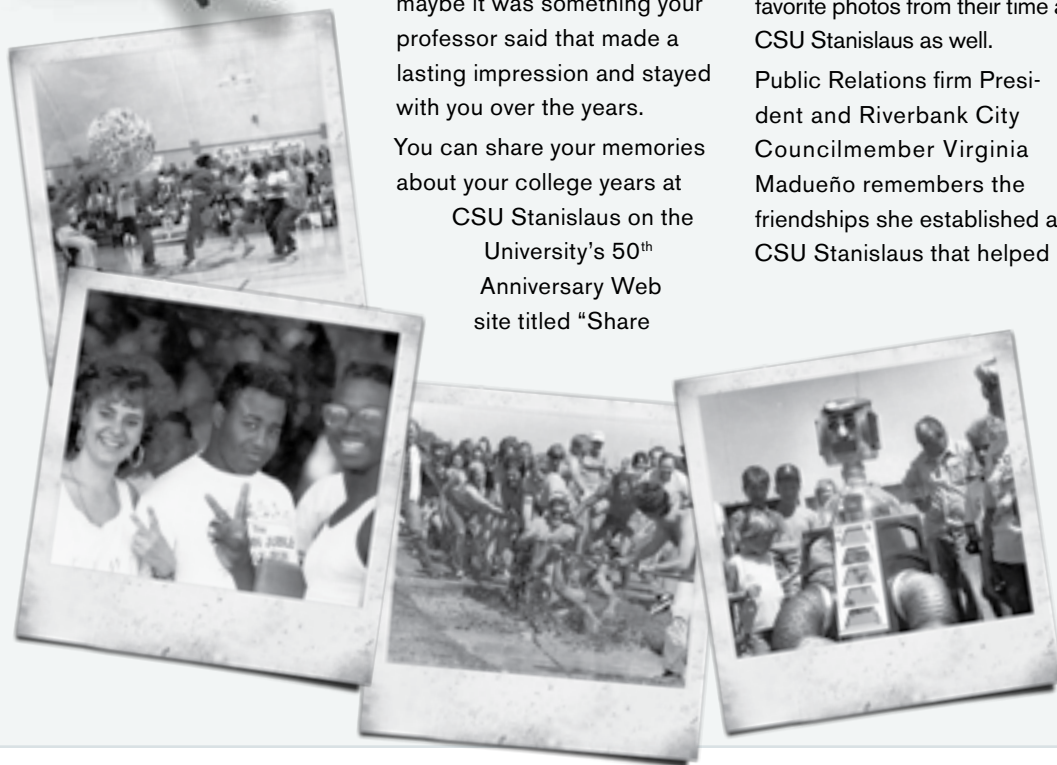 maybe it was something your
professor said that made a
lasting impression and stayed
with you over the years.
You can share your memories
about your college years at
CSU Stanislaus on the
University’s 50th
Anniversary Web
site titled “Share
favorite photos from their time a
CSU Stanislaus as well.
Public Relations firm Presi-
dent and Riverbank City
Councilmember Virginia
Madueño remembers the
friendships she established a
CSU Stanislaus that helped